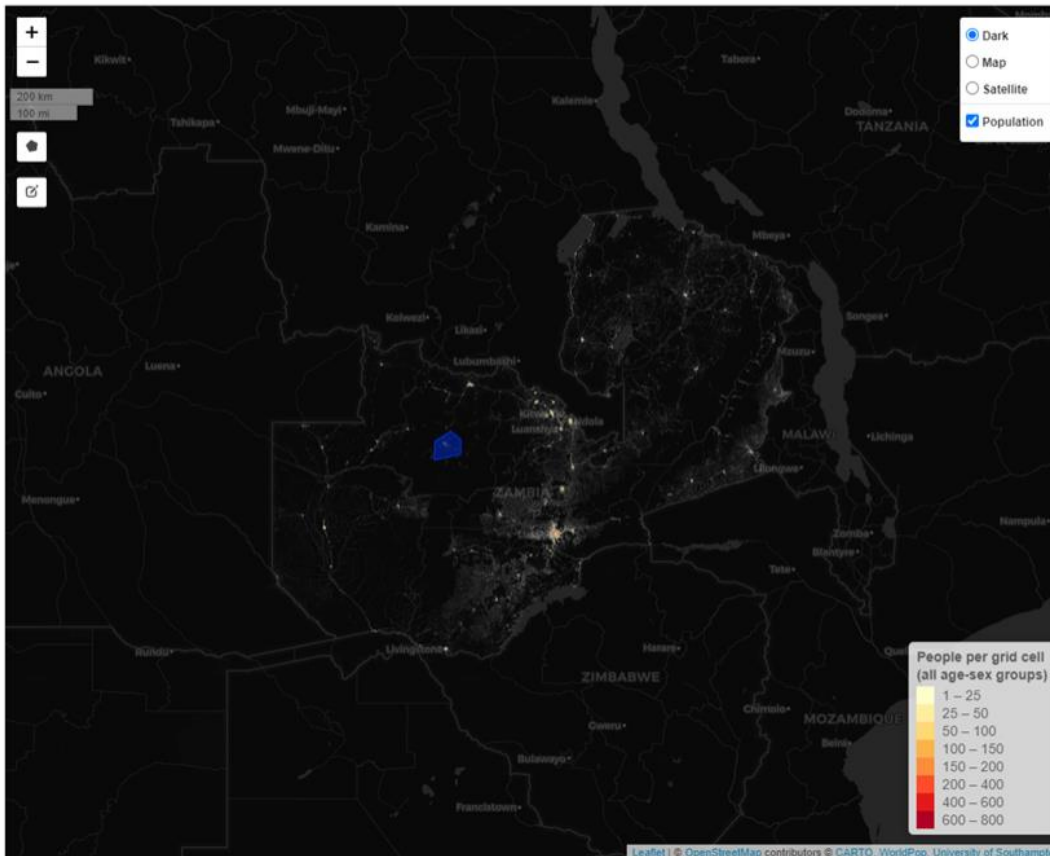 +
Dark
−
Map
Kikwit
Tabora
Satellite
200 km
Kalemie
100 mi
Mbuji-Mayi
Dodoma
Tshikapa
Population
TANZANIA
Mwene-Ditu
Kamina
Mbeya
Kolwezi
Songea
Likasi
Mzuzu
Lubumbashi
Luena
ANGOLA
Cuito
Kitwe
Ndola
Luanshya
MALAWI
Lichinga
Lilongwe
ZAMBIA
Menongue
Nampula
Zomba
Blantyre
Tete
Livingstone
Harare
Rundu
People per grid cell
(all age-sex groups)
ZIMBABWE
1 – 25
25 – 50
Chimoio
MOZAMBIQUE
50 – 100
Gweru
Beira
100 – 150
Bulawayo
150 – 200
200 – 400
Francistown
400 – 600
600 – 800
Leaflet | © OpenStreetMap contributors © CARTO, WorldPop, University of Southampt